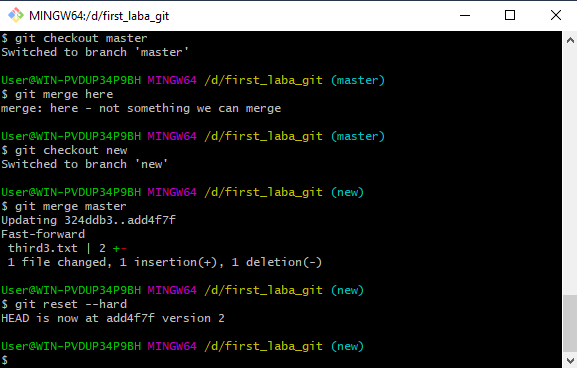 MINGW64:/d/first_laba_git
$ git checkout master
Switched to branch 'master'
User@WIN-PVDUP34P9BH MINGW64 /d/first_laba_git (master)
$ git merge here
merge: here - not something we can merge
User@WIN-PVDUP34P9BH MINGW64 /d/first_laba_git (master)
$ git checkout new
Switched to branch 'new'
User@WIN-PVDUP34P9BH MINGW64 /d/first_laba_git (new)
$ git merge master
Updating 324ddb3..add4f7f
Fast-forward
 third3.txt | 2 +-
 1 file changed, 1 insertion(+), 1 deletion(-)
User@WIN-PVDUP34P9BH MINGW64 /d/first_laba_git (new)
$ git reset --hard
HEAD is now at add4f7f version 2
User@WIN-PVDUP34P9BH MINGW64 /d/first_laba_git (new)
$